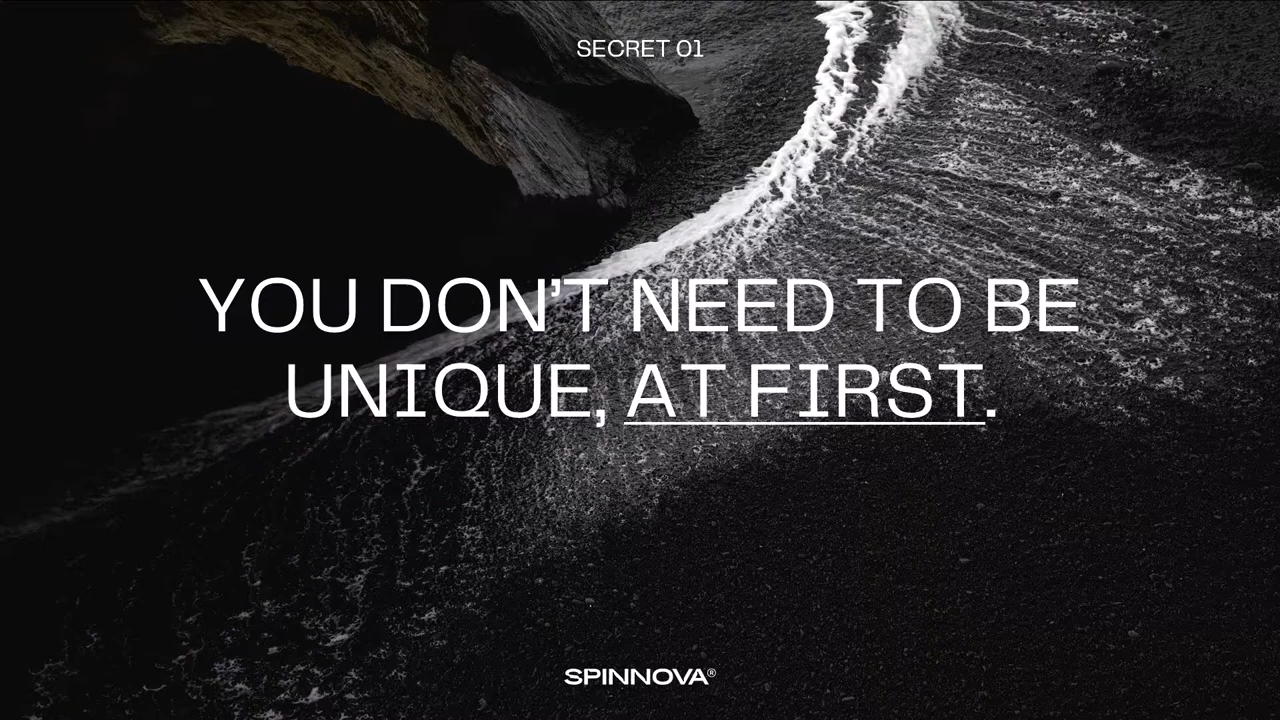 SECRET 01
YOU DON’T NEED TO BE
UNIQUE, AT FIRST.
SPINNOVA®